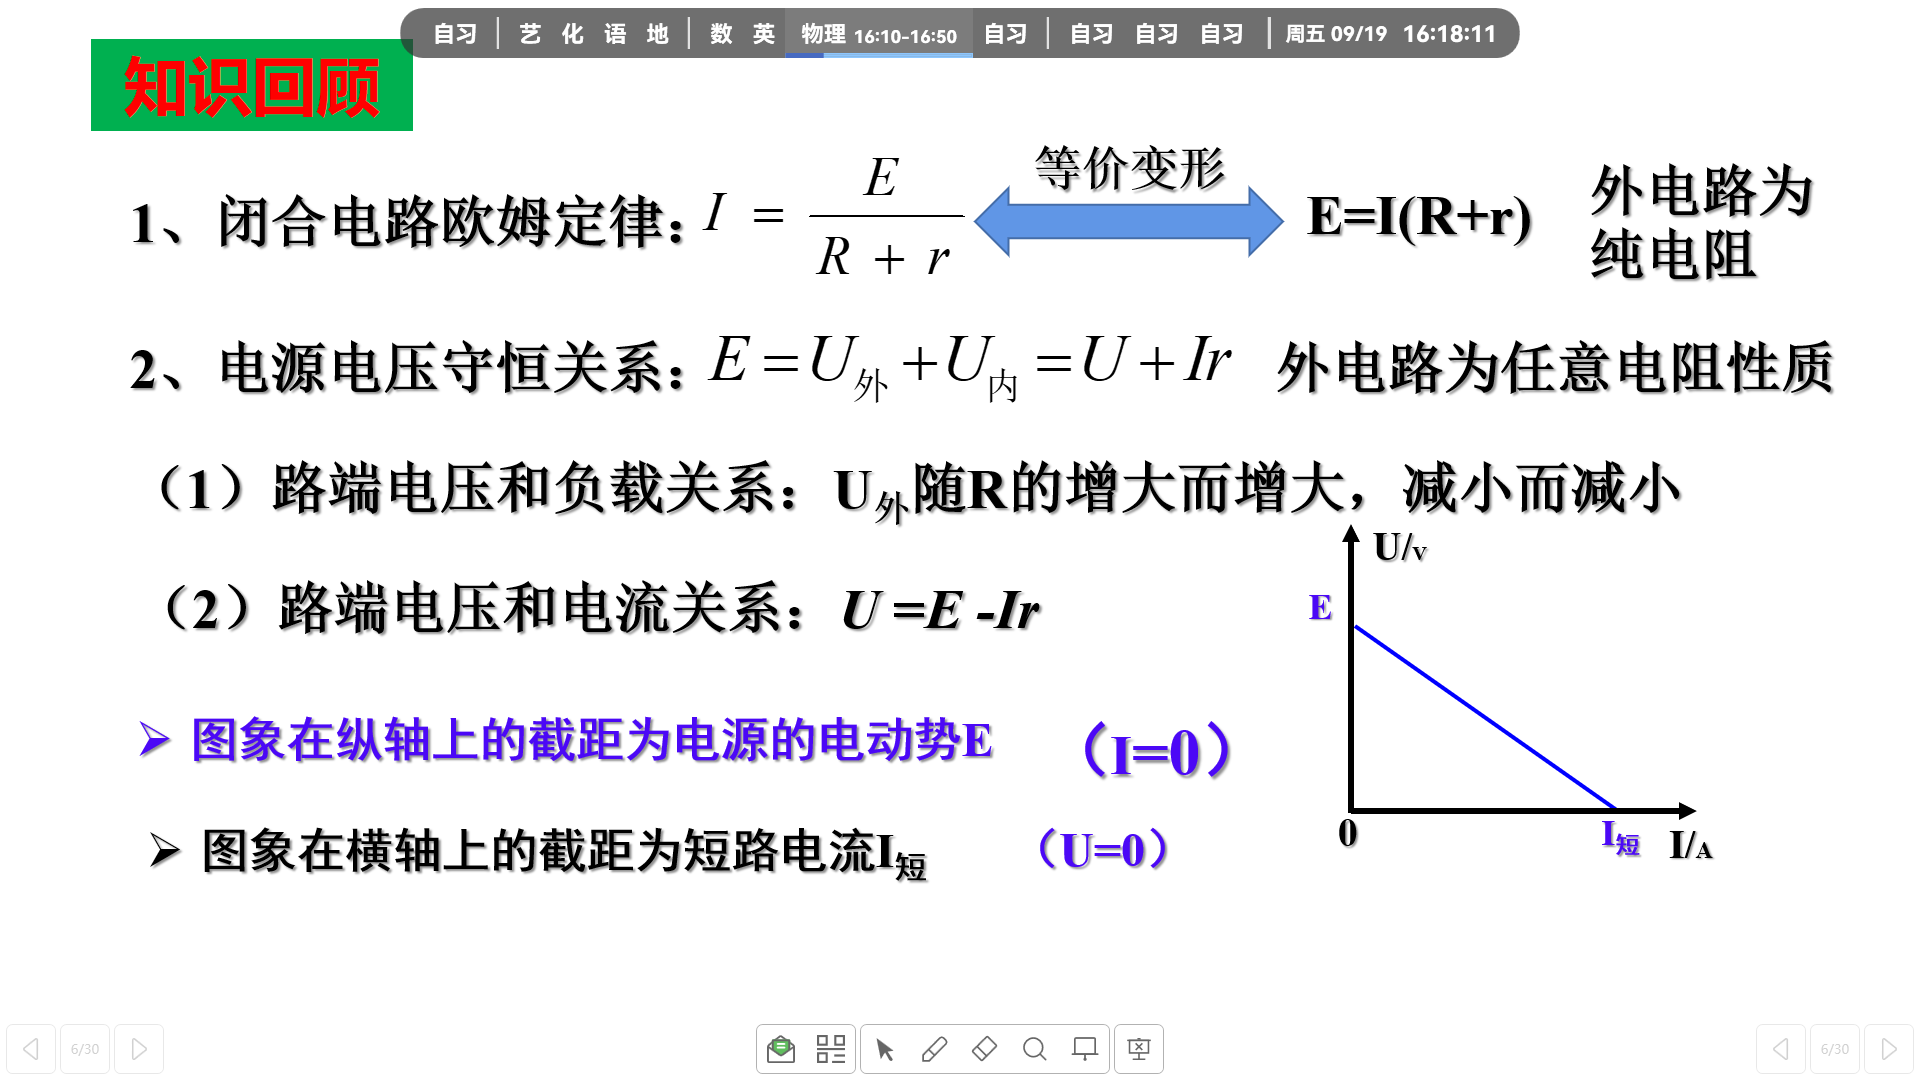 自习 | 艺 化 语 地 | 数 英 物理 16:10-16:50 自习 | 自习 自习 自习 | 周五 09/19 16:18:11
知识回顾
1、闭合电路欧姆定律：I = E / (R + r) 等价变形 E=I(R+r) 外电路为
纯电阻
2、电源电压守恒关系：E = U外 + U内 = U + Ir 外电路为任意电阻性质
（1）路端电压和负载关系：U外随R的增大而增大，减小而减小
（2）路端电压和电流关系：U =E -Ir
U/V
E
0
I短
I/A
➢ 图象在纵轴上的截距为电源的电动势E （I=0）
➢ 图象在横轴上的截距为短路电流I短 （U=0）
6/30
6/30